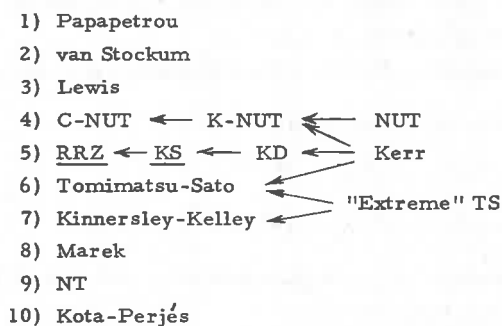 1) Papapetrou
2) van Stockum
3) Lewis
4) C-NUT ← K-NUT ← NUT
5) RRZ ← KS ← KD ← Kerr
6) Tomimatsu-Sato
"Extreme" TS
7) Kinnersley-Kelley
8) Marek
9) NT
10) Kota-Perjés